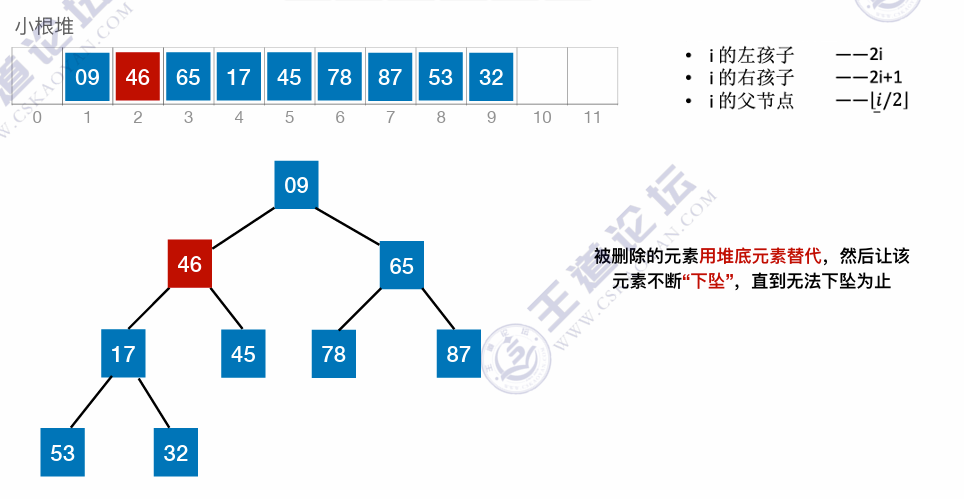 小根堆
09 46 65 17 45 78 87 53 32
0 1 2 3 4 5 6 7 8 9 10 11
• i 的左孩子 ——2i
• i 的右孩子 ——2i+1
• i 的父节点 ——⌊i/2⌋
09
46 65
17 45 78 87
53 32
被删除的元素用堆底元素替代，然后让该
元素不断“下坠”，直到无法下坠为止
王道论坛
WWW.CSKAOYAN.COM